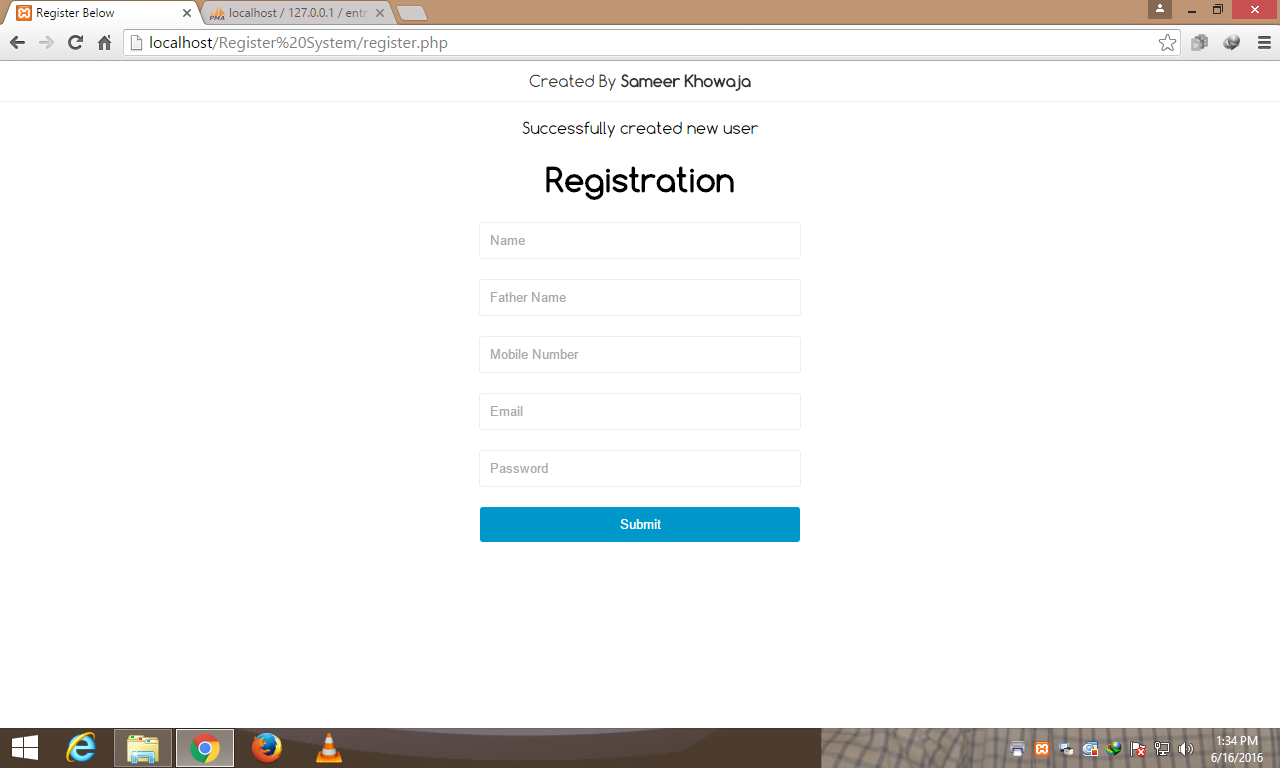 Register Below
PMA
localhost / 127.0.0.1 / entr
localhost/Register%20System/register.php
Created By Sameer Khowaja
Successfully created new user
Registration
Name
Father Name
Mobile Number
Email
Password
Submit
1:34 PM
6/16/2016